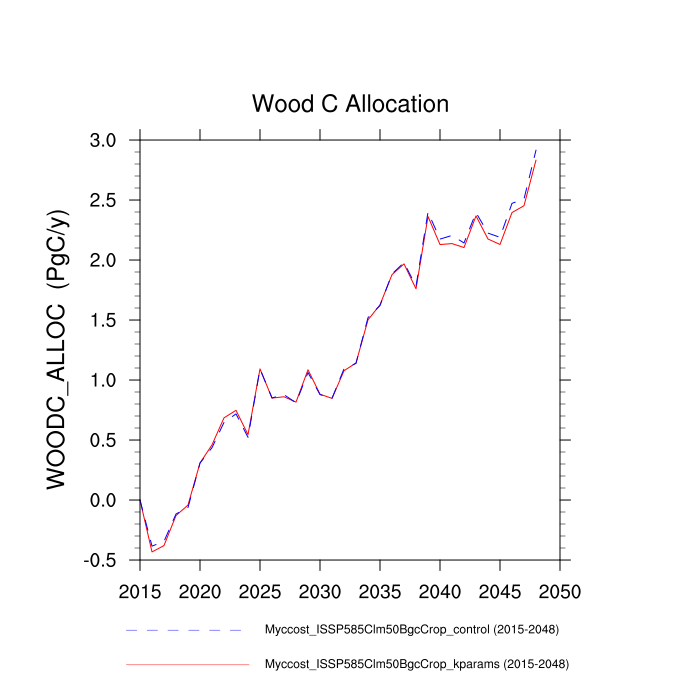 Wood C Allocation
WOODC_ALLOC (PgC/y)
3.0
2.5
2.0
1.5
1.0
0.5
0.0
-0.5
2015 2020 2025 2030 2035 2040 2045 2050
Myccost_ISSP585Clm50BgcCrop_control (2015-2048)
Myccost_ISSP585Clm50BgcCrop_kparams (2015-2048)